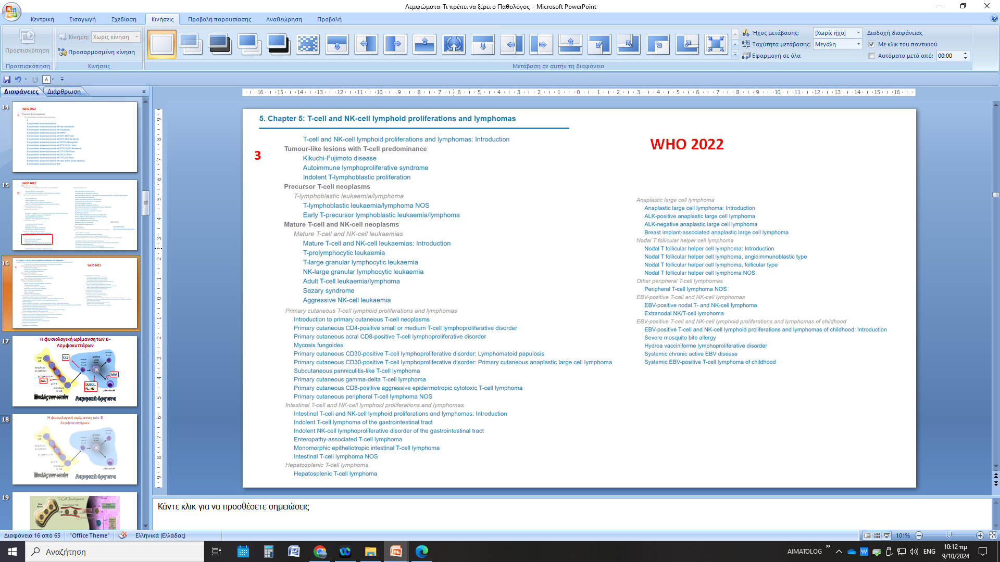 Λεμφώματα-Τι πρέπει να ξέρει ο Παθολόγος - Microsoft PowerPoint
Κεντρική Εισαγωγή Σχεδίαση Κινήσεις Προβολή παρουσίασης Αναθεώρηση Προβολή
Προεπισκόπηση
Κίνηση: Χωρίς κίνηση
Προσαρμοσμένη κίνηση
Ήχος μετάβασης: [Χωρίς ήχο]
Ταχύτητα μετάβασης: Μεγάλη
Εφαρμογή σε όλα
Διαδοχή διαφάνειας
Με κλικ του ποντικιού
Αυτόματα μετά από: 00:00
Προεπισκόπηση Κινήσεις Μετάβαση σε αυτήν τη διαφάνεια
Διαφάνειες Διάρθρωση
14
WHO 2022
1.
15
WHO 2022
2.
16
WHO 2022
17
Η φυσιολογική ωρίμανση των Β-
Λεμφοκυττάρων
CLL
MM
ALL
DLBCL,
FL, HL
plasma cell
Μυελός των οστών Λεμφικά όργανα
18
Η φυσιολογική ωρίμανση των Β
λεμφοκυττάρων
plasma cell
Μυελός των οστών Λεμφικά όργανα
19
T-Cell Development
5. Chapter 5: T-cell and NK-cell lymphoid proliferations and lymphomas
WHO 2022
3
T-cell and NK-cell lymphoid proliferations and lymphomas: Introduction
Tumour-like lesions with T-cell predominance
Kikuchi-Fujimoto disease
Autoimmune lymphoproliferative syndrome
Indolent T-lymphoblastic proliferation
Precursor T-cell neoplasms
T-lymphoblastic leukaemia/lymphoma
T-lymphoblastic leukaemia/lymphoma NOS
Early T-precursor lymphoblastic leukaemia/lymphoma
Mature T-cell and NK-cell neoplasms
Mature T-cell and NK-cell leukaemias
Mature T-cell and NK-cell leukaemias: Introduction
T-prolymphocytic leukaemia
T-large granular lymphocytic leukaemia
NK-large granular lymphocytic leukaemia
Adult T-cell leukaemia/lymphoma
Sezary syndrome
Aggressive NK-cell leukaemia
Primary cutaneous T-cell lymphoid proliferations and lymphomas
Introduction to primary cutaneous T-cell neoplasms
Primary cutaneous CD4-positive small or medium T-cell lymphoproliferative disorder
Primary cutaneous acral CD8-positive T-cell lymphoproliferative disorder
Mycosis fungoides
Primary cutaneous CD30-positive T-cell lymphoproliferative disorder: Lymphomatoid papulosis
Primary cutaneous CD30-positive T-cell lymphoproliferative disorder: Primary cutaneous anaplastic large cell lymphoma
Subcutaneous panniculitis-like T-cell lymphoma
Primary cutaneous gamma-delta T-cell lymphoma
Primary cutaneous CD8-positive aggressive epidermotropic cytotoxic T-cell lymphoma
Primary cutaneous peripheral T-cell lymphoma NOS
Intestinal T-cell and NK-cell lymphoid proliferations and lymphomas
Intestinal T-cell and NK-cell lymphoid proliferations and lymphomas: Introduction
Indolent T-cell lymphoma of the gastrointestinal tract
Indolent NK-cell lymphoproliferative disorder of the gastrointestinal tract
Enteropathy-associated T-cell lymphoma
Monomorphic epitheliotropic intestinal T-cell lymphoma
Intestinal T-cell lymphoma NOS
Hepatosplenic T-cell lymphoma
Hepatosplenic T-cell lymphoma
Anaplastic large cell lymphoma
Anaplastic large cell lymphoma: Introduction
ALK-positive anaplastic large cell lymphoma
ALK-negative anaplastic large cell lymphoma
Breast implant-associated anaplastic large cell lymphoma
Nodal T follicular helper cell lymphoma
Nodal T follicular helper cell lymphoma: Introduction
Nodal T follicular helper cell lymphoma, angioimmunoblastic type
Nodal T follicular helper cell lymphoma, follicular type
Nodal T follicular helper cell lymphoma NOS
Other peripheral T-cell lymphomas
Peripheral T-cell lymphoma NOS
EBV-positive T-cell and NK-cell lymphomas
EBV-positive nodal T- and NK-cell lymphoma
Extranodal NK/T-cell lymphoma
EBV-positive T-cell and NK-cell lymphoid proliferations and lymphomas of childhood
EBV-positive T-cell and NK-cell lymphoid proliferations and lymphomas of childhood: Introduction
Severe mosquito bite allergy
Hydroa vacciniforme lymphoproliferative disorder
Systemic chronic active EBV disease
Systemic EBV-positive T-cell lymphoma of childhood
Κάντε κλικ για να προσθέσετε σημειώσεις
Διαφάνεια 16 από 65 "Office Theme" Ελληνικά (Ελλάδας) 101%
Αναζήτηση
AIMATOLOG ENG
10:12 πμ
9/10/2024